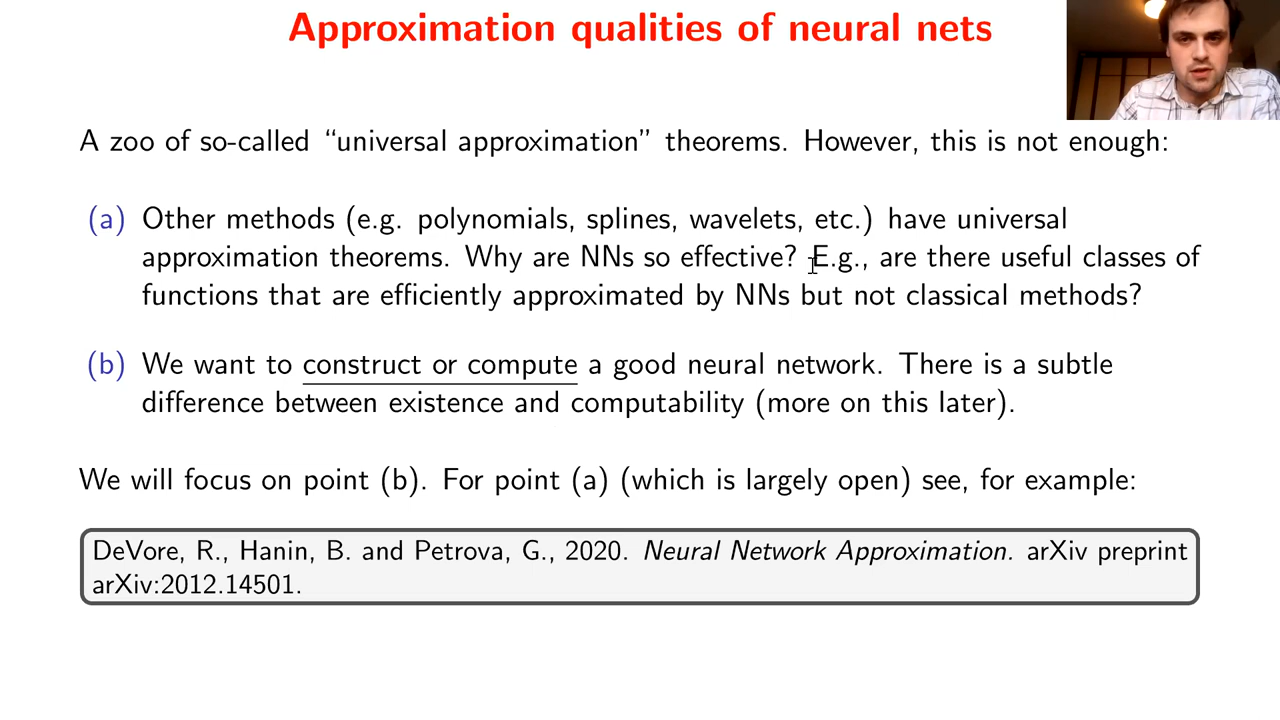 Approximation qualities of neural nets
A zoo of so-called “universal approximation” theorems. However, this is not enough:
(a) Other methods (e.g. polynomials, splines, wavelets, etc.) have universal
approximation theorems. Why are NNs so effective? E.g., are there useful classes of
functions that are efficiently approximated by NNs but not classical methods?
(b) We want to construct or compute a good neural network. There is a subtle
difference between existence and computability (more on this later).
We will focus on point (b). For point (a) (which is largely open) see, for example:
DeVore, R., Hanin, B. and Petrova, G., 2020. Neural Network Approximation. arXiv preprint
arXiv:2012.14501.